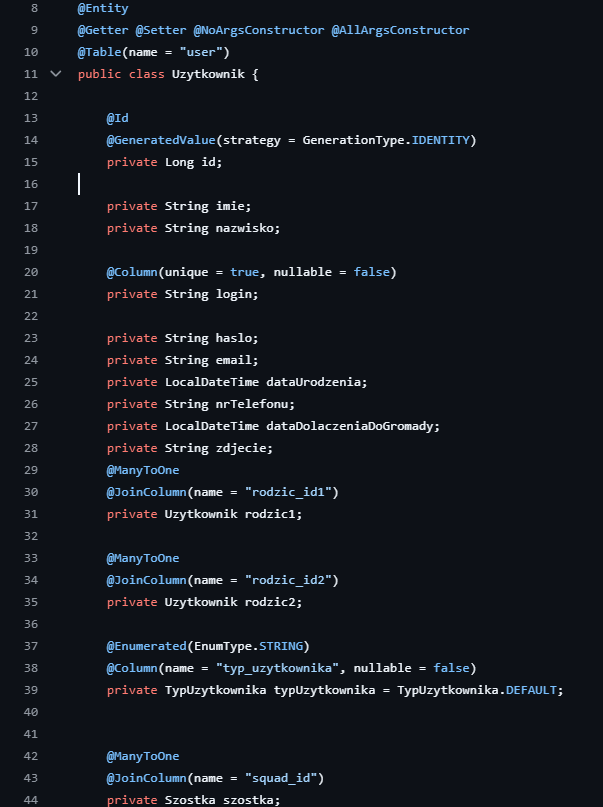 8 @Entity
9 @Getter @Setter @NoArgsConstructor @AllArgsConstructor
10 @Table(name = "user")
11 public class Uzytkownik {
12
13 @Id
14 @GeneratedValue(strategy = GenerationType.IDENTITY)
15 private Long id;
16
17 private String imie;
18 private String nazwisko;
19
20 @Column(unique = true, nullable = false)
21 private String login;
22
23 private String haslo;
24 private String email;
25 private LocalDateTime dataUrodzenia;
26 private String nrTelefonu;
27 private LocalDateTime dataDolaczeniaDoGromady;
28 private String zdjecie;
29 @ManyToOne
30 @JoinColumn(name = "rodzic_id1")
31 private Uzytkownik rodzic1;
32
33 @ManyToOne
34 @JoinColumn(name = "rodzic_id2")
35 private Uzytkownik rodzic2;
36
37 @Enumerated(EnumType.STRING)
38 @Column(name = "typ_uzytkownika", nullable = false)
39 private TypUzytkownika typUzytkownika = TypUzytkownika.DEFAULT;
40
41
42 @ManyToOne
43 @JoinColumn(name = "squad_id")
44 private Szostka szostka;